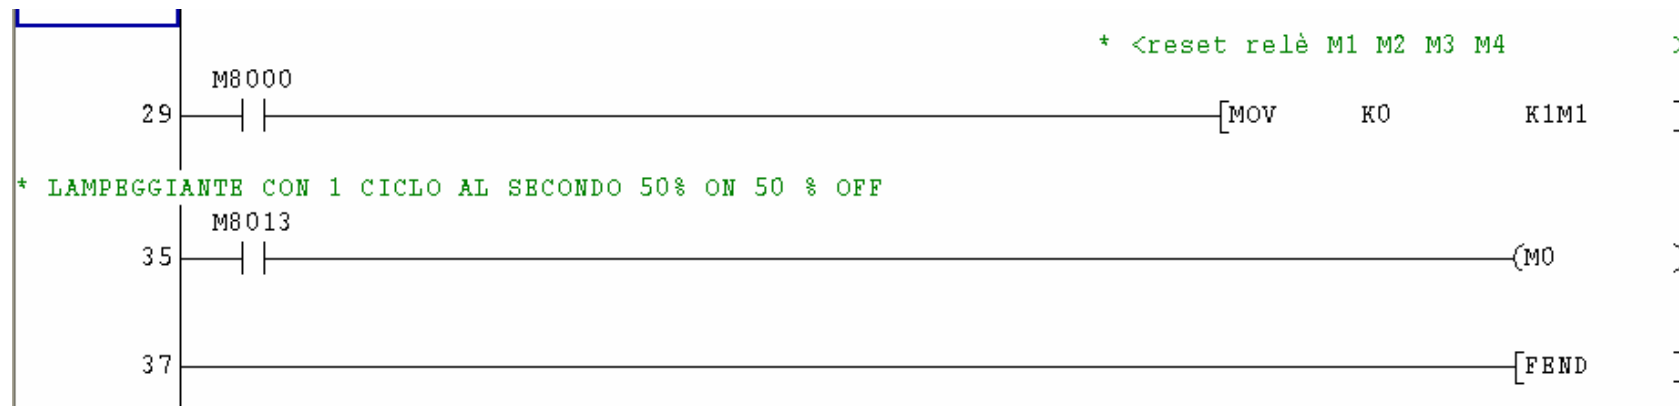 * <reset relè M1 M2 M3 M4 >
M8000
29 [MOV K0 K1M1 ]
* LAMPEGGIANTE CON 1 CICLO AL SECONDO 50% ON 50 % OFF
M8013
35 (M0 )
37 [FEND ]